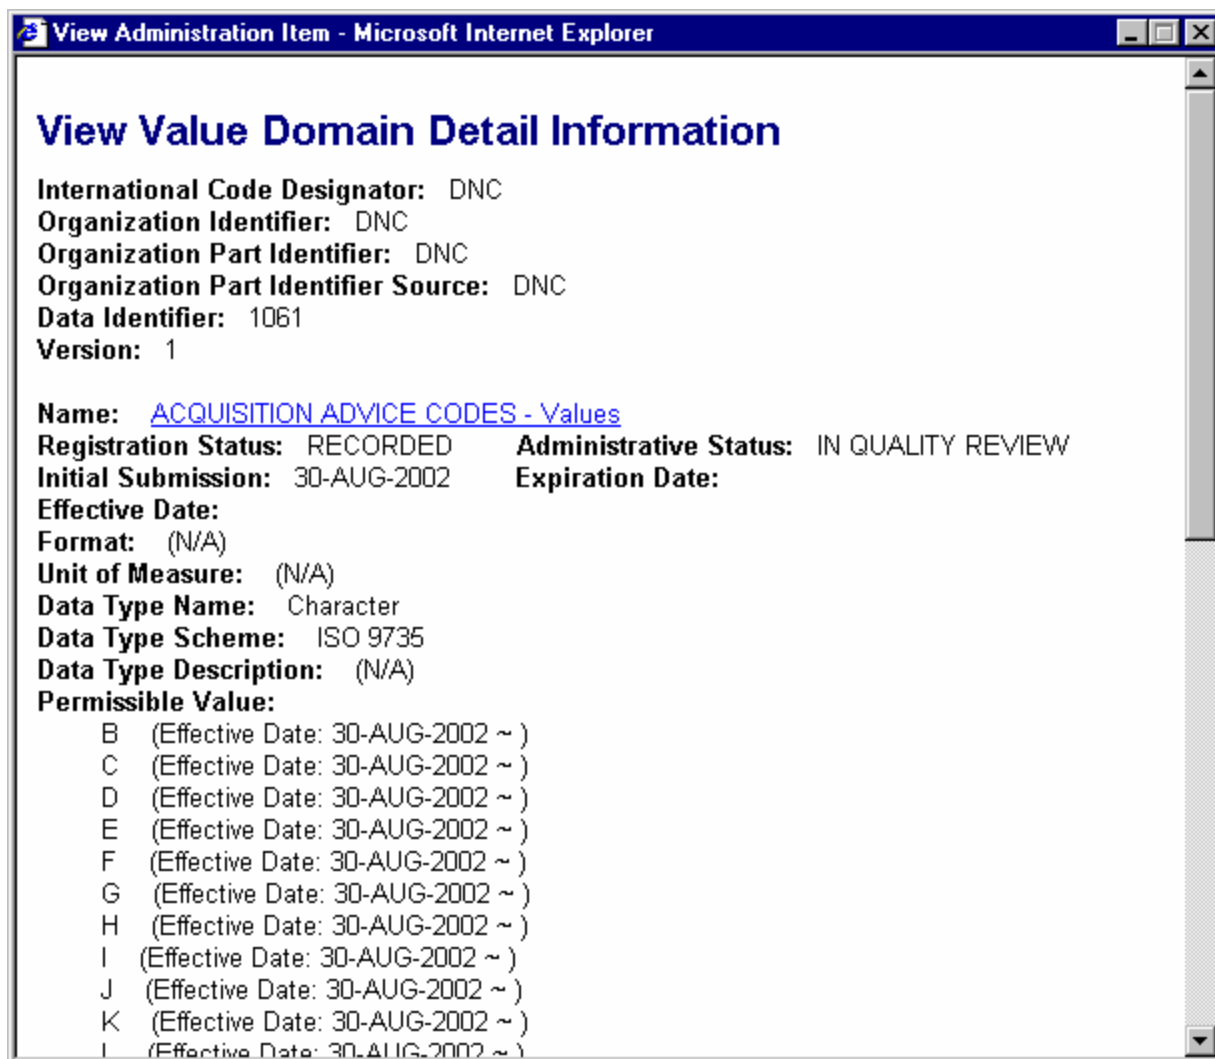 View Administration Item - Microsoft Internet Explorer
View Value Domain Detail Information
International Code Designator: DNC
Organization Identifier: DNC
Organization Part Identifier: DNC
Organization Part Identifier Source: DNC
Data Identifier: 1061
Version: 1
Name: ACQUISITION ADVICE CODES - Values
Registration Status: RECORDED Administrative Status: IN QUALITY REVIEW
Initial Submission: 30-AUG-2002 Expiration Date:
Effective Date:
Format: (N/A)
Unit of Measure: (N/A)
Data Type Name: Character
Data Type Scheme: ISO 9735
Data Type Description: (N/A)
Permissible Value:
B (Effective Date: 30-AUG-2002 ~ )
C (Effective Date: 30-AUG-2002 ~ )
D (Effective Date: 30-AUG-2002 ~ )
E (Effective Date: 30-AUG-2002 ~ )
F (Effective Date: 30-AUG-2002 ~ )
G (Effective Date: 30-AUG-2002 ~ )
H (Effective Date: 30-AUG-2002 ~ )
I (Effective Date: 30-AUG-2002 ~ )
J (Effective Date: 30-AUG-2002 ~ )
K (Effective Date: 30-AUG-2002 ~ )
L (Effective Date: 30-AUG-2002 ~ )